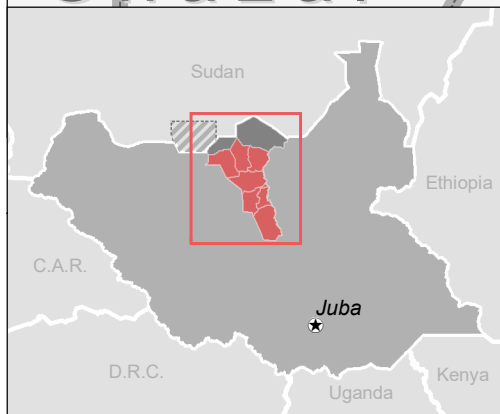 Sudan
Ethiopia
C.A.R.
Juba
D.R.C.
Kenya
Uganda